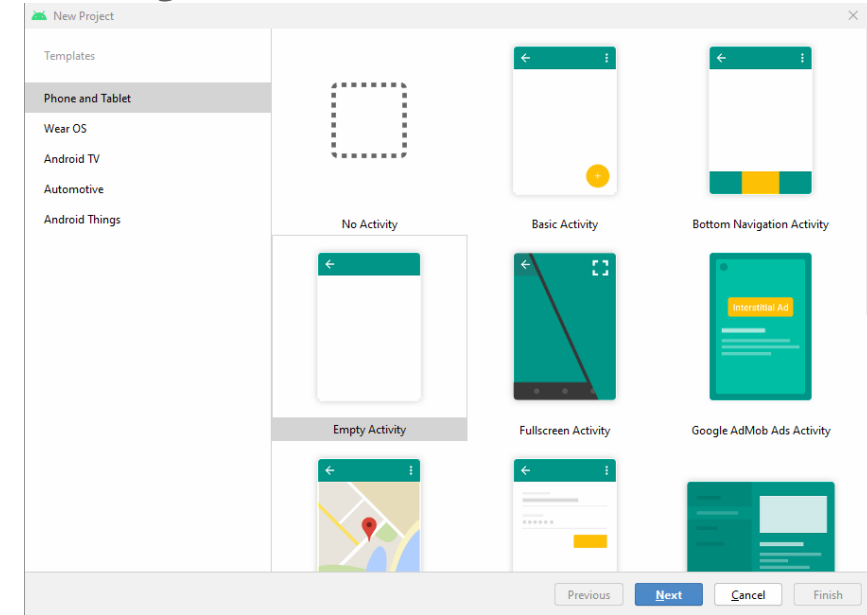 New Project
Templates
Phone and Tablet
Wear OS
Android TV
Automotive
Android Things
No Activity
Basic Activity
Bottom Navigation Activity
Interstitial Ad
Empty Activity
Fullscreen Activity
Google AdMob Ads Activity
Previous
Next
Cancel
Finish